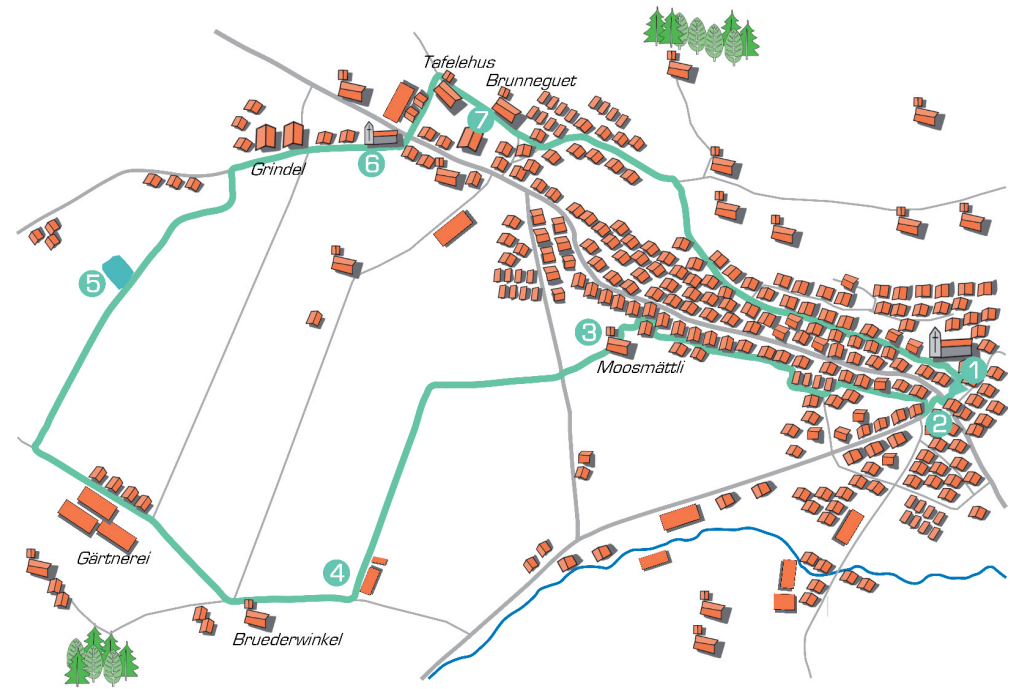 Tafelehus
Brunneguet
7
6
Grindel
5
3
Moosmättli
1
2
4
Gärtnerei
Bruederwinkel